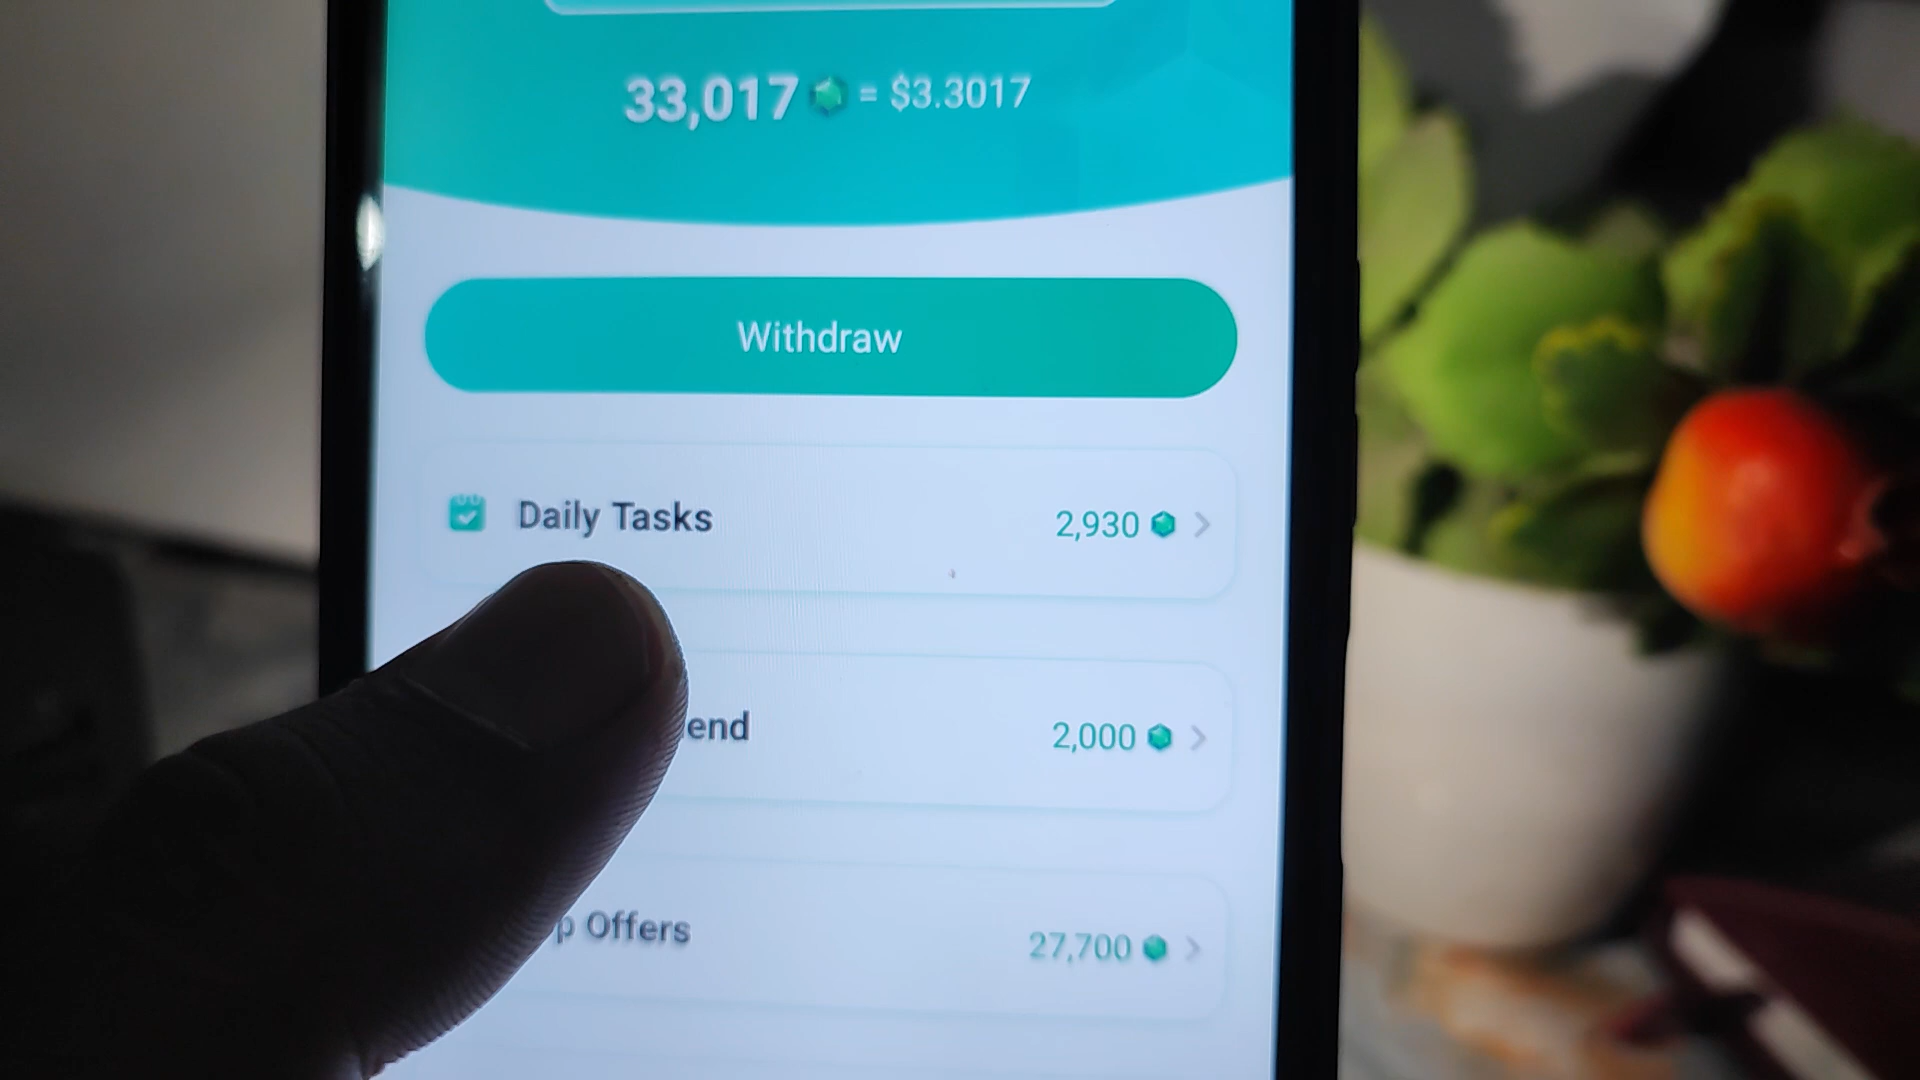 33,017 = $3.3017
Withdraw
Daily Tasks 2,930
end 2,000
p Offers 27,700